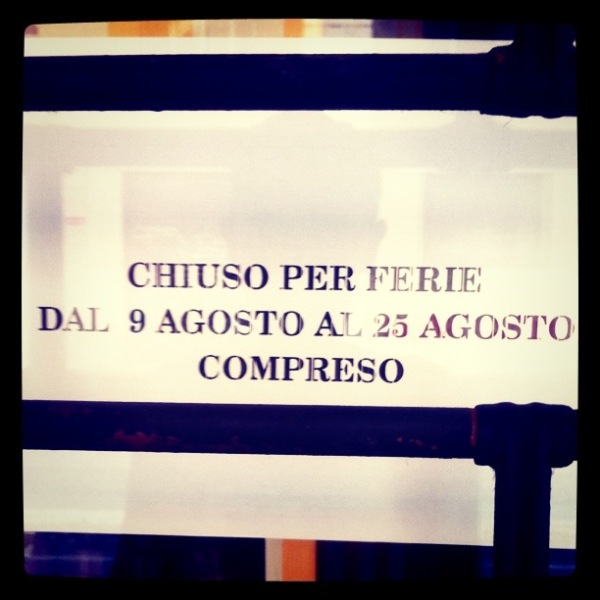 CHIUSO PER FERIE
DAL 9 AGOSTO AL 25 AGOSTO
COMPRESO